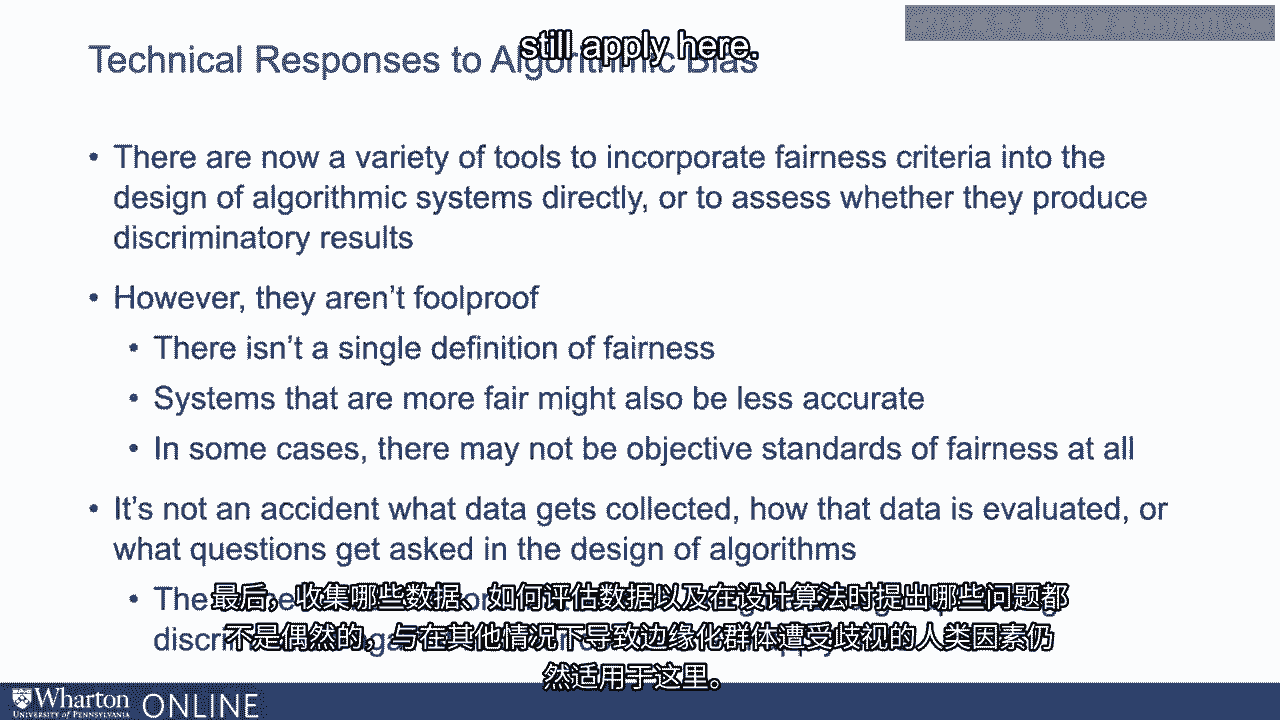 still apply here.
Technical Responses to Algorithmic Bias
• There are now a variety of tools to incorporate fairness criteria into the
design of algorithmic systems directly, or to assess whether they produce
discriminatory results
• However, they aren't foolproof
• There isn't a single definition of fairness
• Systems that are more fair might also be less accurate
• In some cases, there may not be objective standards of fairness at all
• It's not an accident what data gets collected, how that data is evaluated, or
what questions get asked in the design of algorithms
• The
最后，收集哪些数据、如何评估数据以及在设计算法时提出哪些问题都
不是偶然的，与在其他情况下导致边缘化群体遭受歧视的人类因素仍
然适用于这里。
Wharton
UNIVERSITY of PENNSYLVANIA
ONLINE